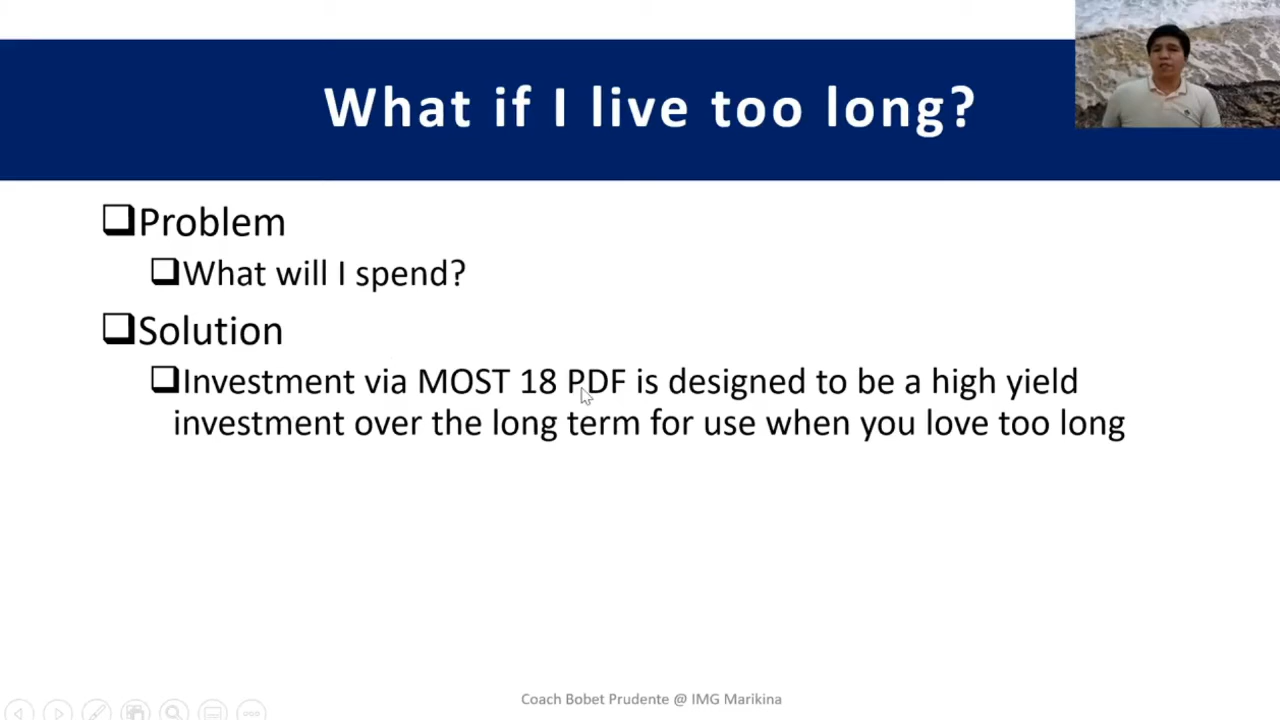 What if I live too long?
Problem
What will I spend?
Solution
Investment via MOST 18 PDF is designed to be a high yield
investment over the long term for use when you love too long
Coach Bobet Prudente @ IMG Marikina